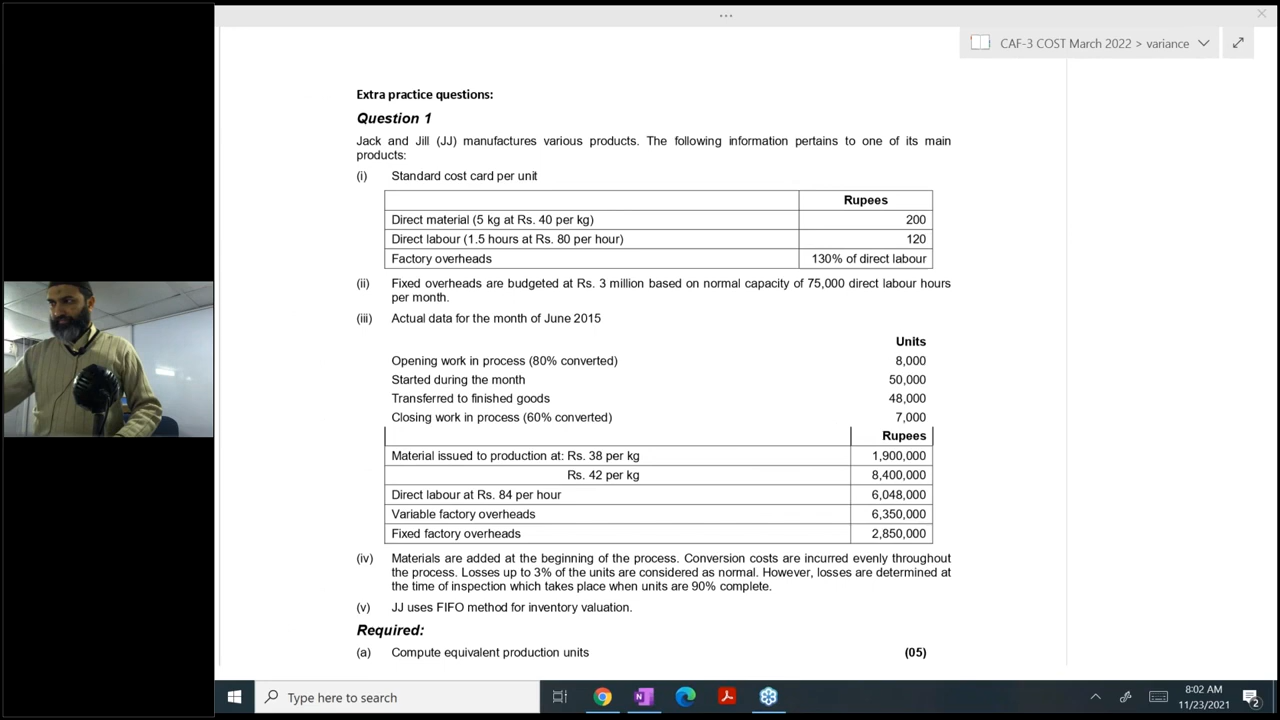 ...
CAF-3 COST March 2022 > variance
Extra practice questions:
Question 1
Jack and Jill (JJ) manufactures various products. The following information pertains to one of its main
products:
(i) Standard cost card per unit
Rupees
Direct material (5 kg at Rs. 40 per kg) 200
Direct labour (1.5 hours at Rs. 80 per hour) 120
Factory overheads 130% of direct labour
(ii) Fixed overheads are budgeted at Rs. 3 million based on normal capacity of 75,000 direct labour hours
per month.
(iii) Actual data for the month of June 2015
Units
Opening work in process (80% converted) 8,000
Started during the month 50,000
Transferred to finished goods 48,000
Closing work in process (60% converted) 7,000
Rupees
Material issued to production at: Rs. 38 per kg 1,900,000
Rs. 42 per kg 8,400,000
Direct labour at Rs. 84 per hour 6,048,000
Variable factory overheads 6,350,000
Fixed factory overheads 2,850,000
(iv) Materials are added at the beginning of the process. Conversion costs are incurred evenly throughout
the process. Losses up to 3% of the units are considered as normal. However, losses are determined at
the time of inspection which takes place when units are 90% complete.
(v) JJ uses FIFO method for inventory valuation.
Required:
(a) Compute equivalent production units (05)
Type here to search
8:02 AM
11/23/2021
2